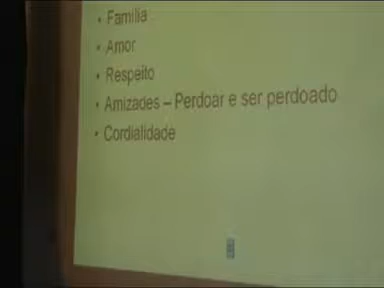 • Família
• Amor
• Respeito
• Amizades – Perdoar e ser perdoado
• Cordialidade